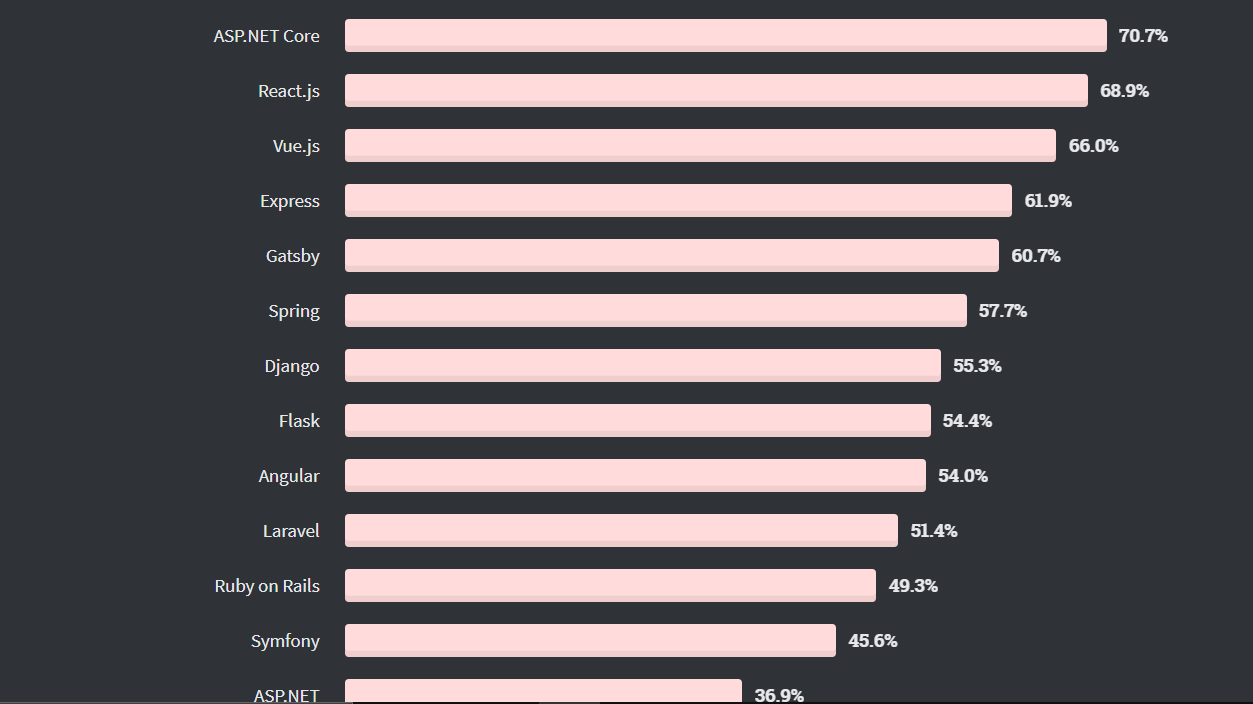 ASP.NET Core 70.7%
React.js 68.9%
Vue.js 66.0%
Express 61.9%
Gatsby 60.7%
Spring 57.7%
Django 55.3%
Flask 54.4%
Angular 54.0%
Laravel 51.4%
Ruby on Rails 49.3%
Symfony 45.6%
ASP.NET 36.9%